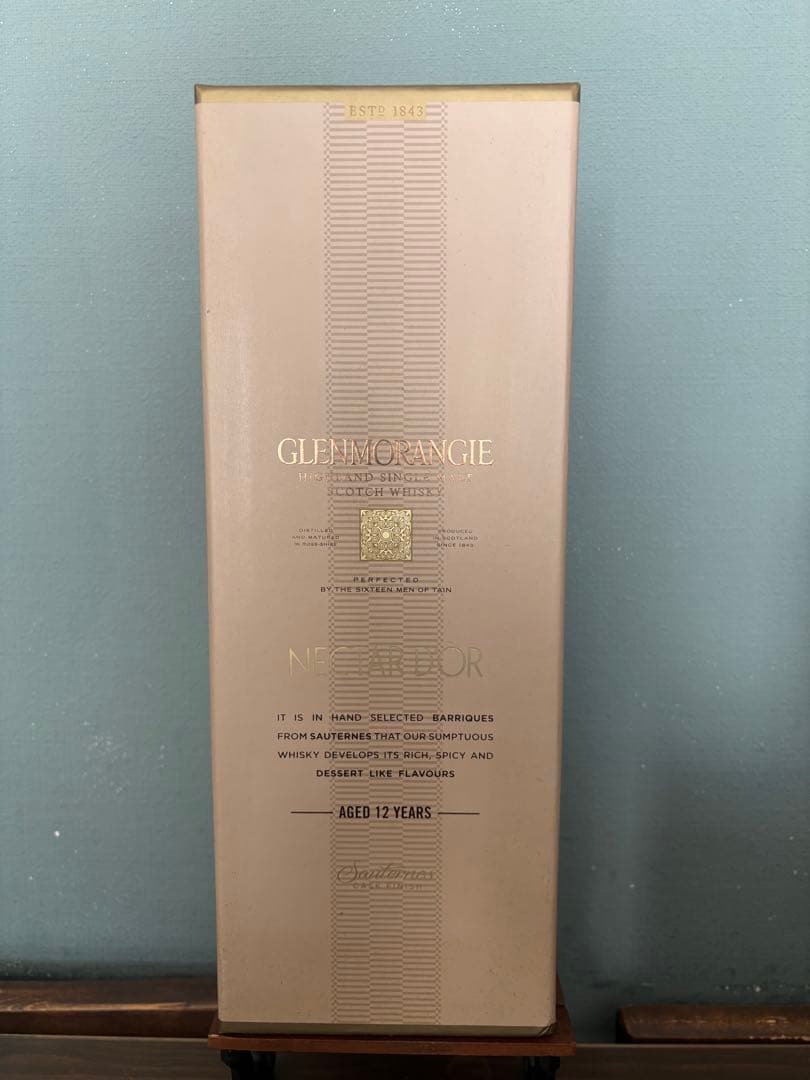 ESTD 1843
GLENMORANGIE
HIGHLAND SINGLE MALT
SCOTCH WHISKY
DISTILLED
AND MATURED
IN ROSS-SHIRE
PRODUCED
IN SCOTLAND
SINCE 1843
PERFECTED
BY THE SIXTEEN MEN OF TAIN
NECTAR D'OR
IT IS IN HAND SELECTED BARRIQUES
FROM SAUTERNES THAT OUR SUMPTUOUS
WHISKY DEVELOPS ITS RICH, SPICY AND
DESSERT LIKE FLAVOURS
AGED 12 YEARS
Sauternes
CASK FINISH